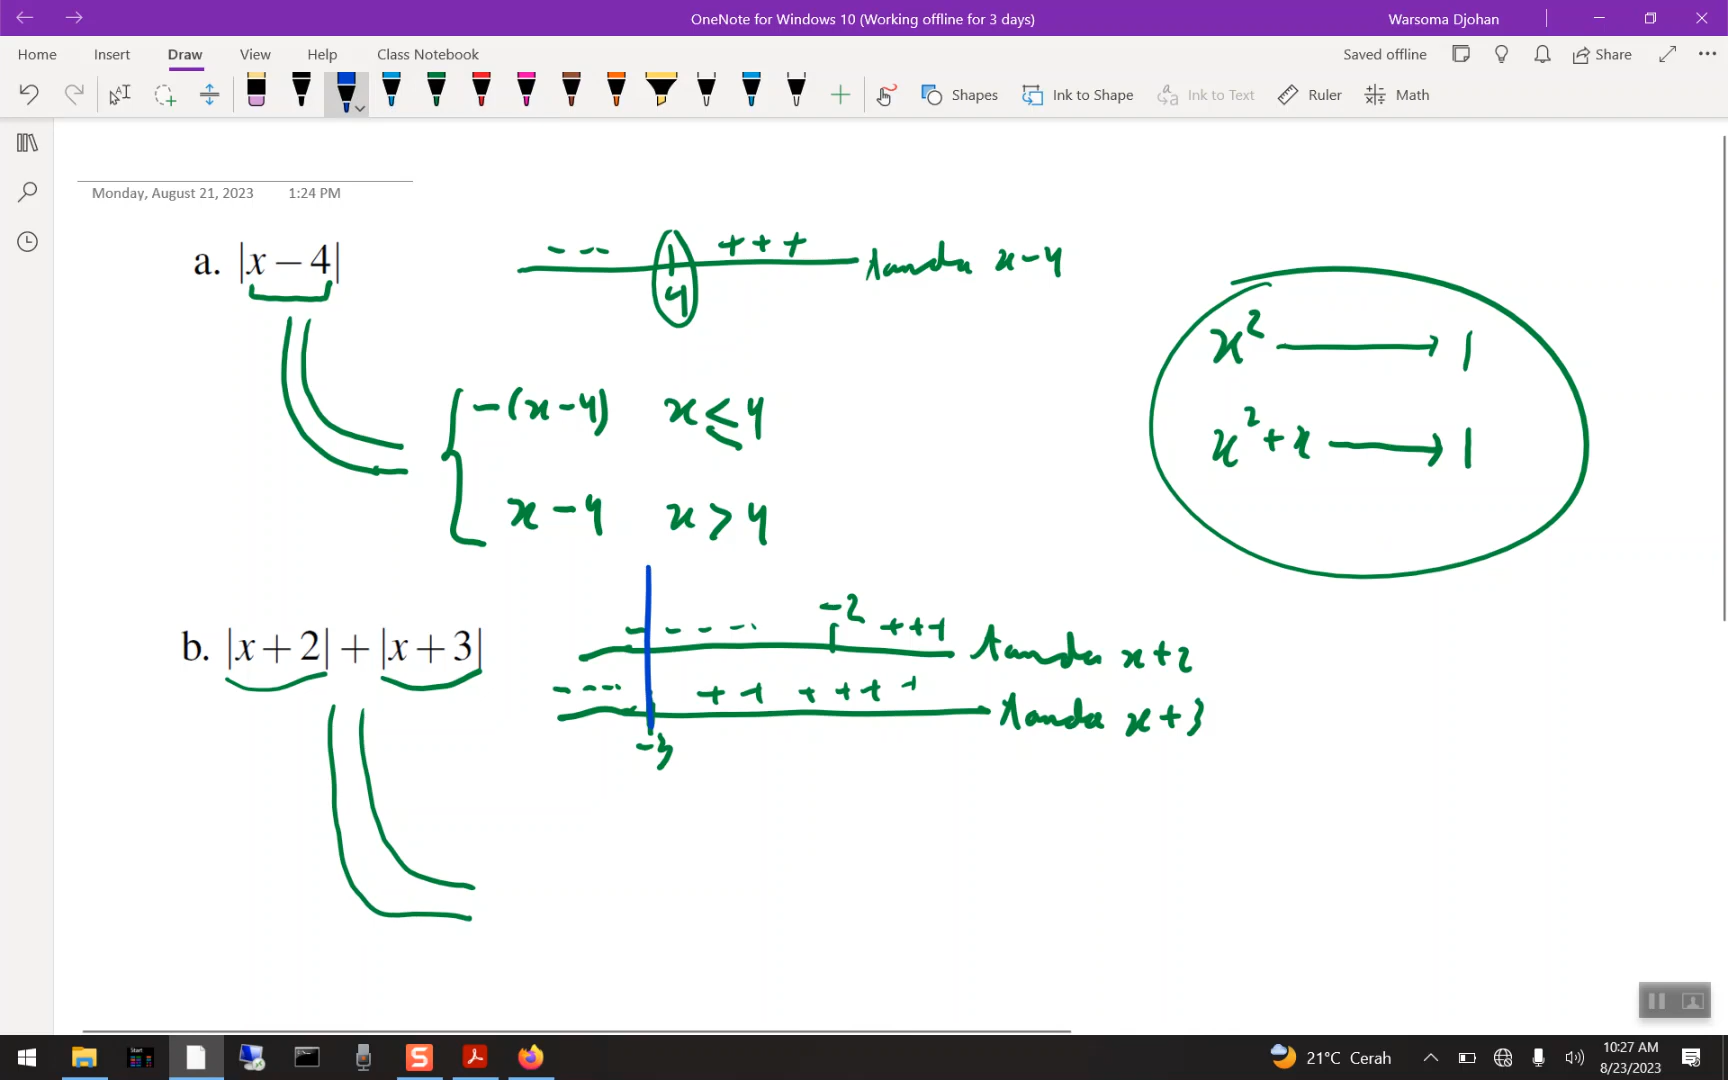 OneNote for Windows 10 (Working offline for 3 days)
Warsoma Djohan
Home Insert Draw View Help Class Notebook
Saved offline Share
Shapes Ink to Shape Ink to Text Ruler Math
Monday, August 21, 2023 1:24 PM
a. |x − 4|
- - - + + +
4
tanda x-4
-(x-4) x ≤ 4
x-4 x > 4
x² → 1
x²+x → 1
b. |x + 2| + |x + 3|
- - - - - -2 +++
tanda x+2
- - - - + + + + + +
tanda x+3
-3
Start
21°C Cerah
10:27 AM
8/23/2023